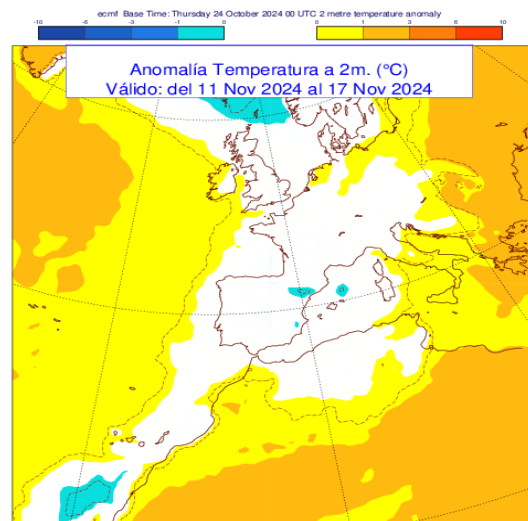 ecmf Base Time: Thursday 24 October 2024 00 UTC 2 metre temperature anomaly
-10 -6 -3 -1 0 0 1 3 6 10
Anomalía Temperatura a 2m. (°C)
Válido: del 11 Nov 2024 al 17 Nov 2024